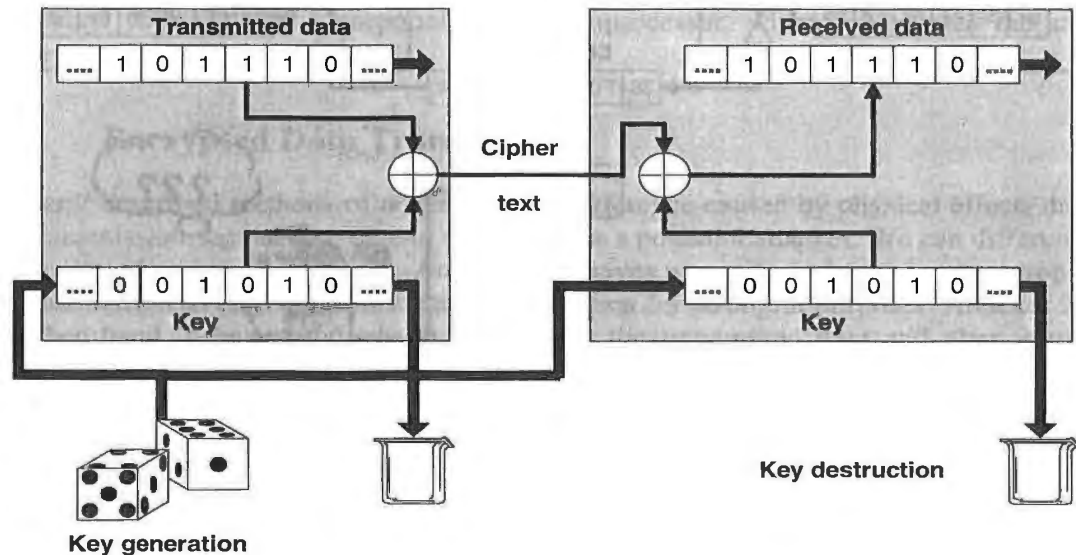 Transmitted data
Received data
.... 1 0 1 1 1 0 ....
.... 1 0 1 1 1 0 ....
Cipher
text
.... 0 0 1 0 1 0 ....
.... 0 0 1 0 1 0 ....
Key
Key
Key destruction
Key generation